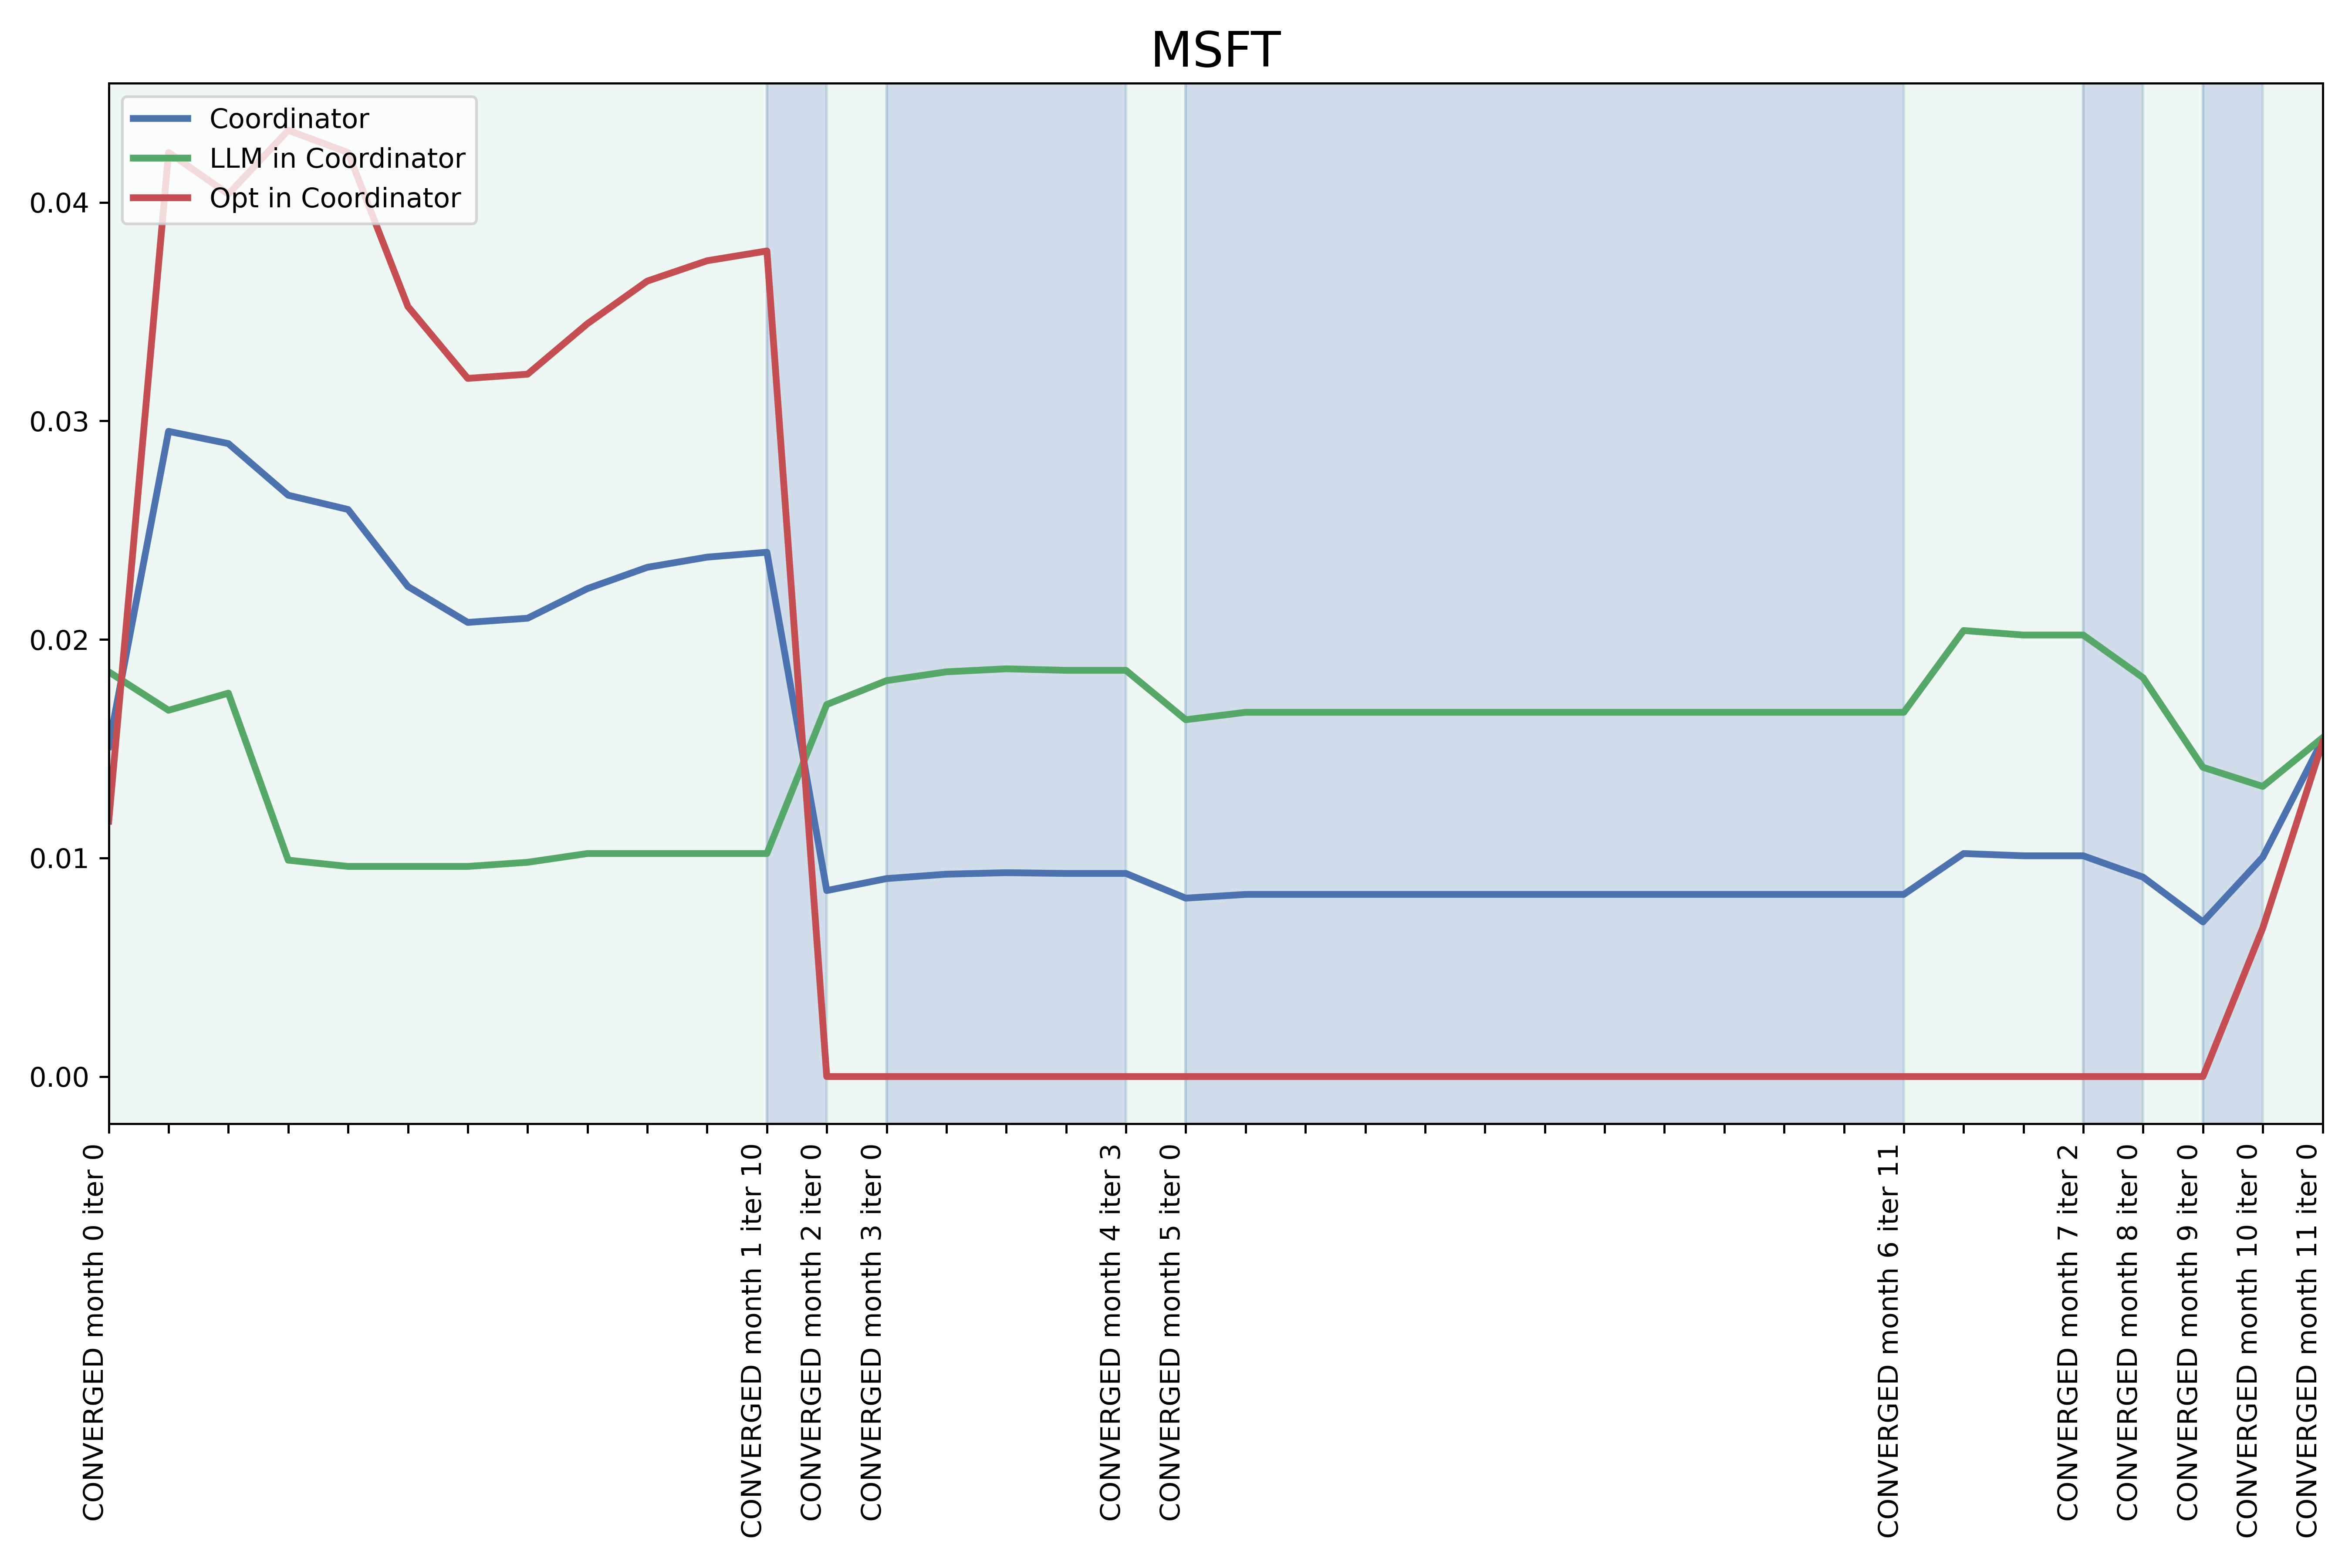 MSFT
Coordinator
LLM in Coordinator
Opt in Coordinator
0.04
0.03
0.02
0.01
0.00
CONVERGED month 0 iter 0
CONVERGED month 1 iter 10
CONVERGED month 2 iter 0
CONVERGED month 3 iter 0
CONVERGED month 4 iter 3
CONVERGED month 5 iter 0
CONVERGED month 6 iter 11
CONVERGED month 7 iter 2
CONVERGED month 8 iter 0
CONVERGED month 9 iter 0
CONVERGED month 10 iter 0
CONVERGED month 11 iter 0